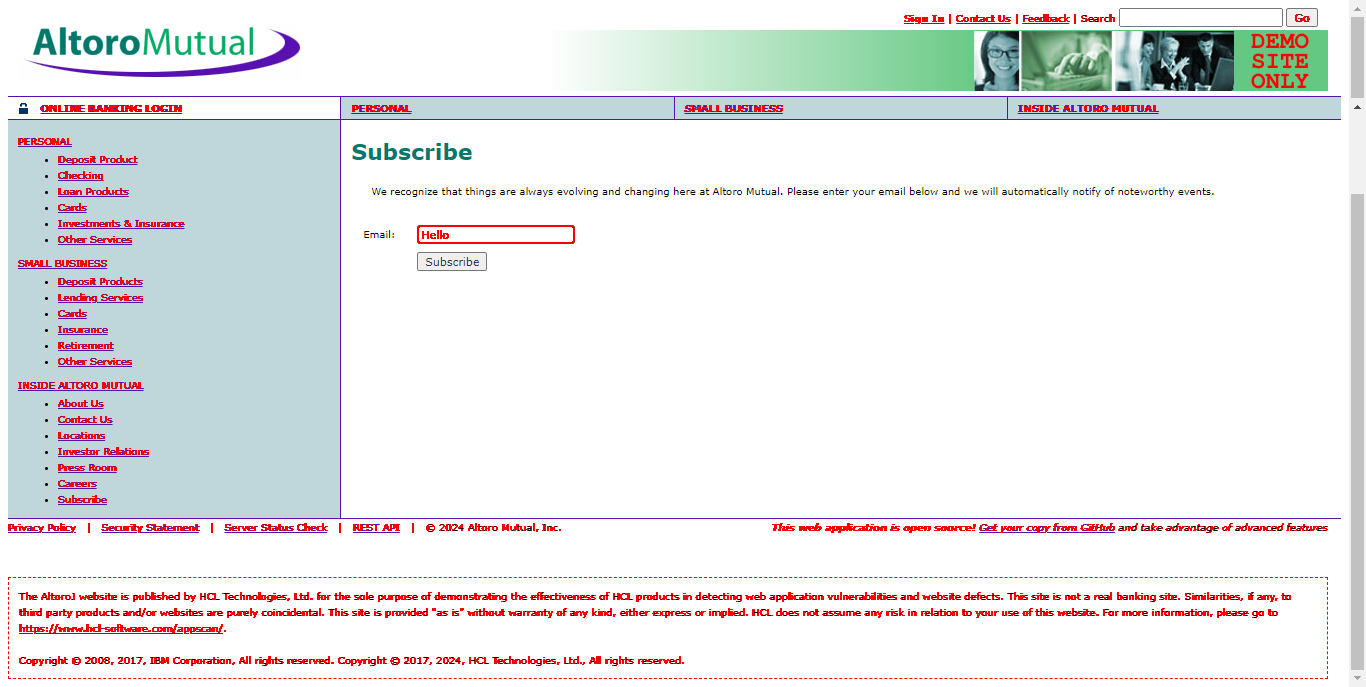 Sign In | Contact Us | Feedback | Search Go
AltoroMutual
DEMO
SITE
ONLY
ONLINE BANKING LOGIN
PERSONAL
SMALL BUSINESS
INSIDE ALTORO MUTUAL
PERSONAL
Deposit Product
Checking
Loan Products
Cards
Investments & Insurance
Other Services
SMALL BUSINESS
Deposit Products
Lending Services
Cards
Insurance
Retirement
Other Services
INSIDE ALTORO MUTUAL
About Us
Contact Us
Locations
Investor Relations
Press Room
Careers
Subscribe
Subscribe
We recognize that things are always evolving and changing here at Altoro Mutual. Please enter your email below and we will automatically notify of noteworthy events.
Email: Hello
Subscribe
Privacy Policy | Security Statement | Server Status Check | REST API | © 2024 Altoro Mutual, Inc.
This web application is open source! Get your copy from GitHub and take advantage of advanced features
The AltoroJ website is published by HCL Technologies, Ltd. for the sole purpose of demonstrating the effectiveness of HCL products in detecting web application vulnerabilities and website defects. This site is not a real banking site. Similarities, if any, to
third party products and/or websites are purely coincidental. This site is provided "as is" without warranty of any kind, either express or implied. HCL does not assume any risk in relation to your use of this website. For more information, please go to
https://www.hcl-software.com/appscan/.
Copyright © 2008, 2017, IBM Corporation, All rights reserved. Copyright © 2017, 2024, HCL Technologies, Ltd., All rights reserved.